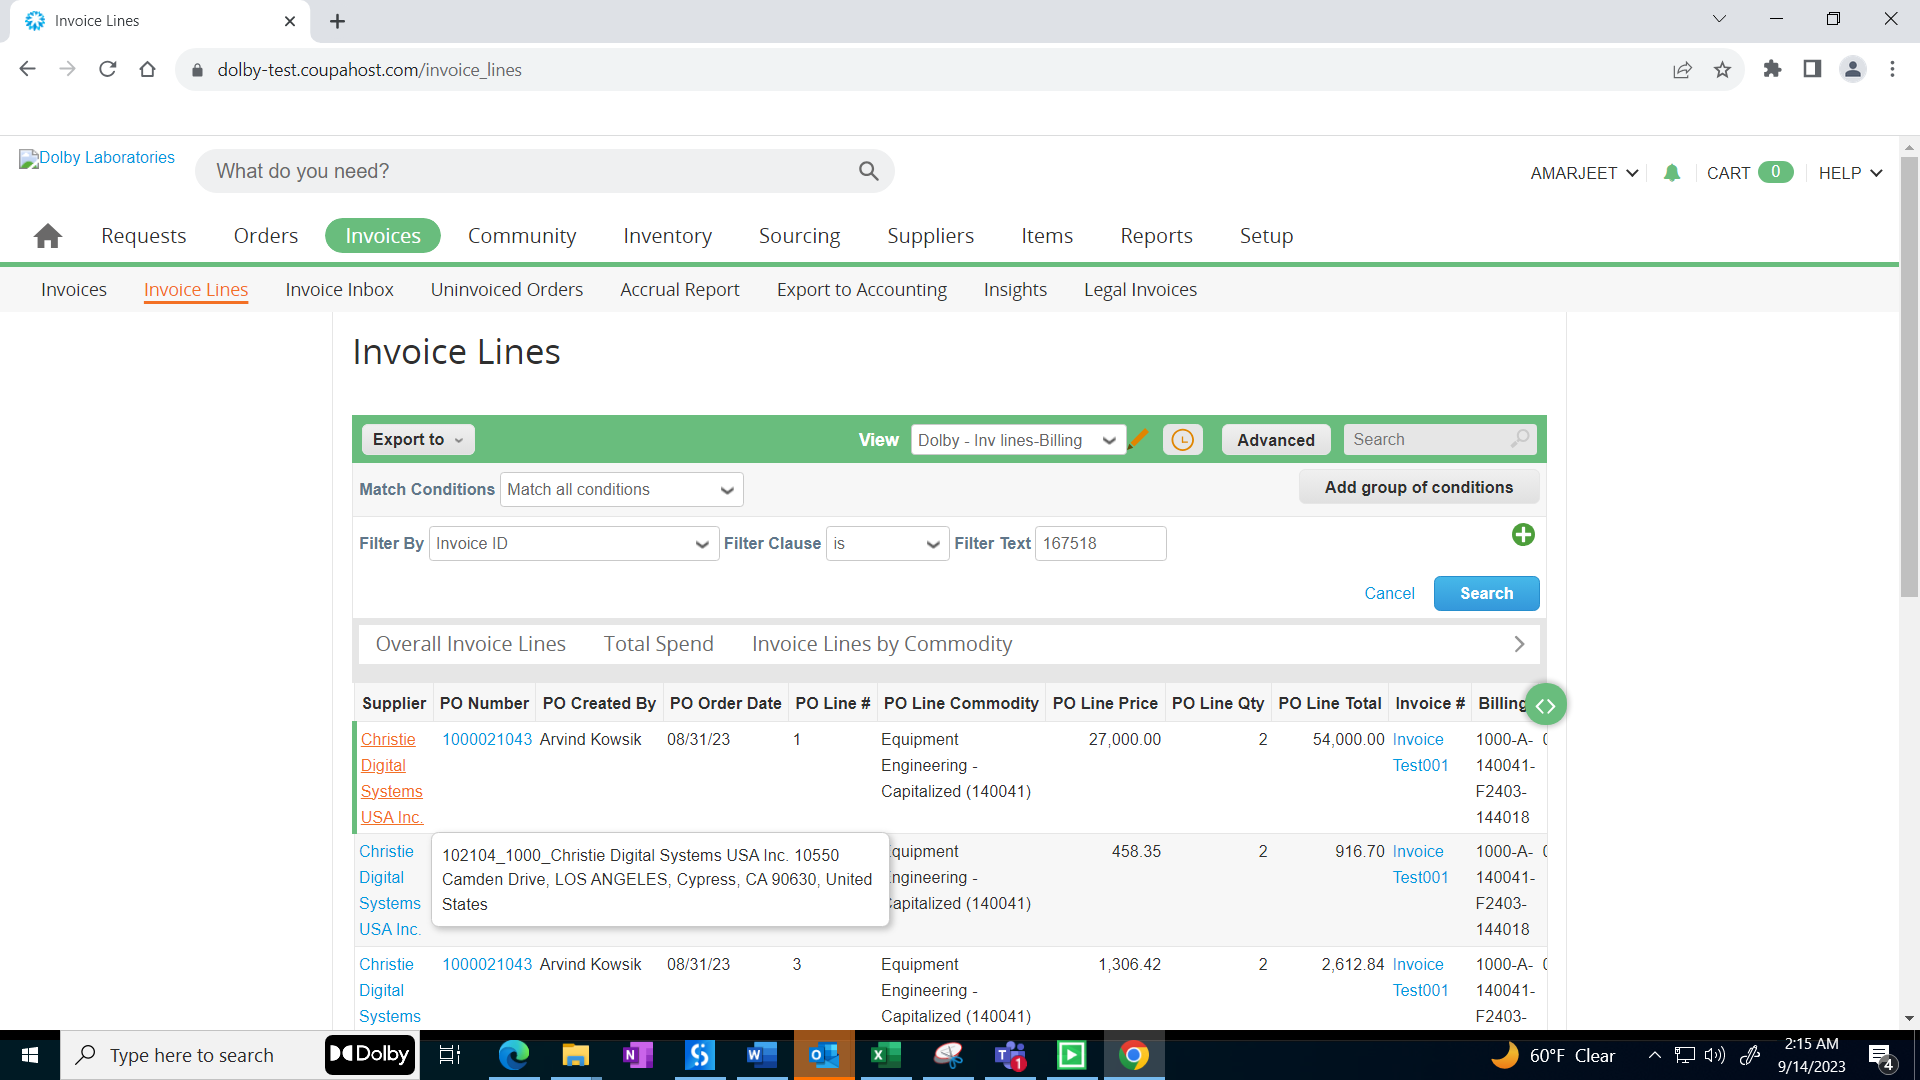 Invoice Lines
dolby-test.coupahost.com/invoice_lines
Dolby Laboratories
What do you need?
AMARJEET
CART 0
HELP
Requests Orders Invoices Community Inventory Sourcing Suppliers Items Reports Setup
Invoices Invoice Lines Invoice Inbox Uninvoiced Orders Accrual Report Export to Accounting Insights Legal Invoices
Invoice Lines
Export to View Dolby - Inv lines-Billing Advanced Search
Match Conditions Match all conditions Add group of conditions
Filter By Invoice ID Filter Clause is Filter Text 167518
Cancel Search
Overall Invoice Lines Total Spend Invoice Lines by Commodity
Supplier PO Number PO Created By PO Order Date PO Line # PO Line Commodity PO Line Price PO Line Qty PO Line Total Invoice # Billing
Christie 1000021043 Arvind Kowsik 08/31/23 1 Equipment 27,000.00 2 54,000.00 Invoice 1000-A-
Digital Engineering - Test001 140041-
Systems Capitalized (140041) F2403-
USA Inc. 144018
Christie quipment 458.35 2 916.70 Invoice 1000-A-
Digital ngineering - Test001 140041-
Systems apitalized (140041) F2403-
USA Inc. 144018
102104_1000_Christie Digital Systems USA Inc. 10550
Camden Drive, LOS ANGELES, Cypress, CA 90630, United
States
Christie 1000021043 Arvind Kowsik 08/31/23 3 Equipment 1,306.42 2 2,612.84 Invoice 1000-A-
Digital Engineering - Test001 140041-
Systems Capitalized (140041) F2403-
Type here to search Dolby 60°F Clear 2:15 AM
9/14/2023
1
4